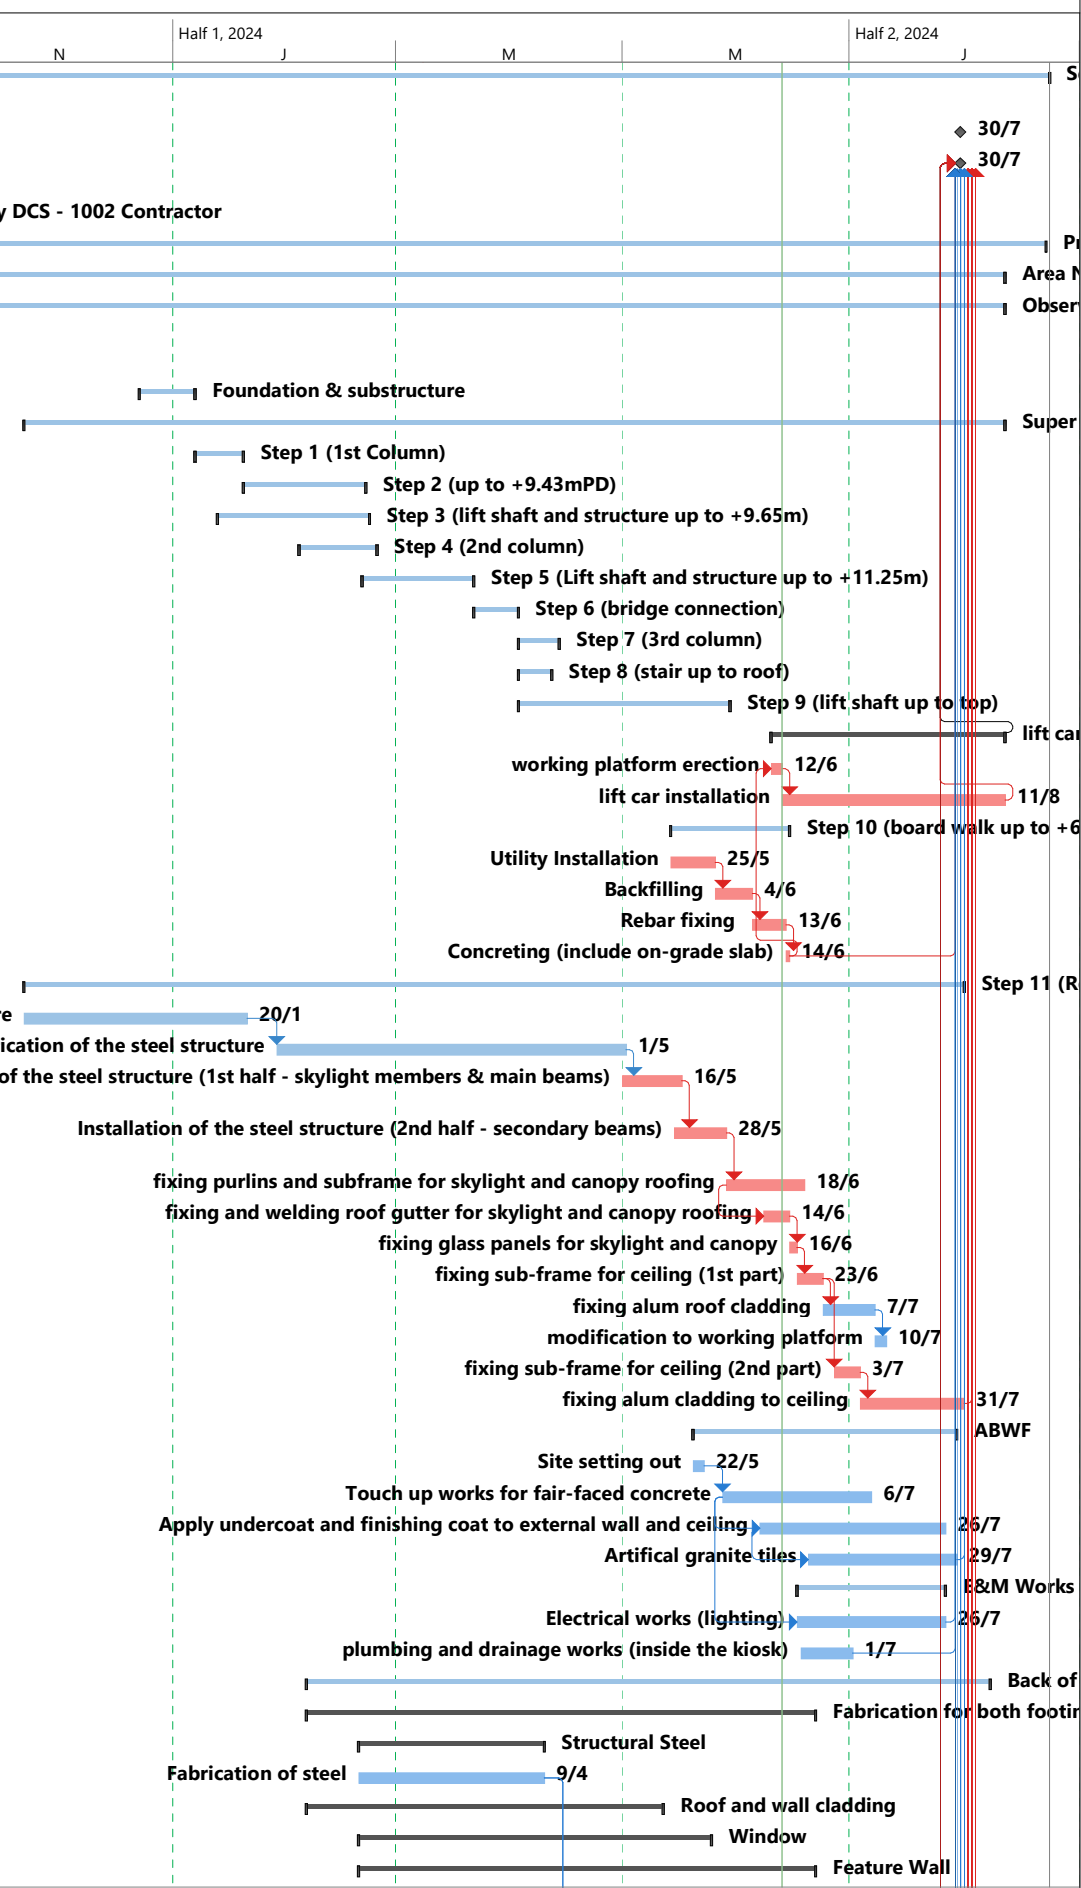 Half 1, 2024 Half 2, 2024
N J M M J
30/7
30/7
DCS - 1002 Contractor
Area
Foundation & substructure
Super
Step 1 (1st Column)
Step 2 (up to +9.43mPD)
Step 3 (lift shaft and structure up to +9.65m)
Step 4 (2nd column)
Step 5 (Lift shaft and structure up to +11.25m)
Step 6 (bridge connection)
Step 7 (3rd column)
Step 8 (stair up to roof)
Step 9 (lift shaft up to top)
lift car
working platform erection 12/6
lift car installation 11/8
Step 10 (board walk up to +6
Utility Installation 25/5
Backfilling 4/6
Rebar fixing 13/6
Concreting (include on-grade slab) 14/6
Step 11 (R
re 20/1
ication of the steel structure 1/5
of the steel structure (1st half - skylight members & main beams) 16/5
Installation of the steel structure (2nd half - secondary beams) 28/5
fixing purlins and subframe for skylight and canopy roofing 18/6
fixing and welding roof gutter for skylight and canopy roofing 14/6
fixing glass panels for skylight and canopy 16/6
fixing sub-frame for ceiling (1st part) 23/6
fixing alum roof cladding 7/7
modification to working platform 10/7
fixing sub-frame for ceiling (2nd part) 3/7
fixing alum cladding to ceiling 31/7
ABWF
Site setting out 22/5
Touch up works for fair-faced concrete 6/7
Apply undercoat and finishing coat to external wall and ceiling 26/7
Artifical granite tiles 29/7
E&M Works
Electrical works (lighting) 26/7
plumbing and drainage works (inside the kiosk) 1/7
Back of
Fabrication for both footin
Structural Steel
Fabrication of steel 9/4
Roof and wall cladding
Window
Feature Wall